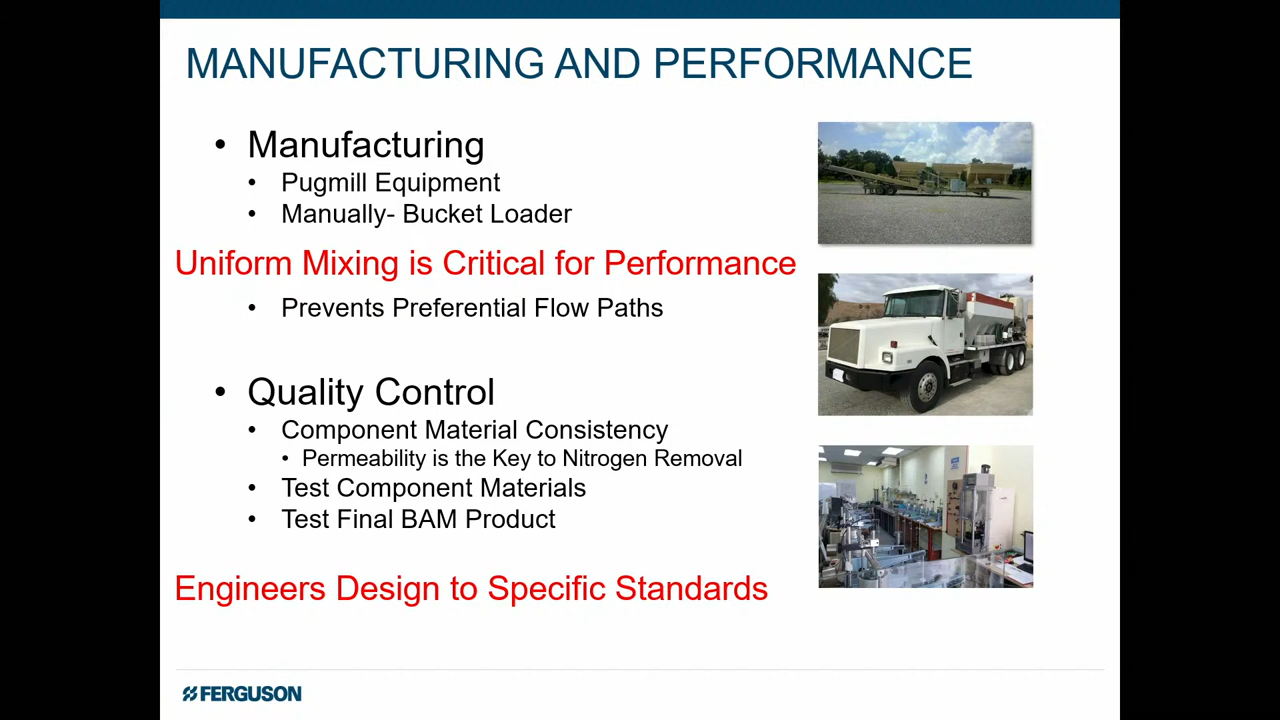 MANUFACTURING AND PERFORMANCE
• Manufacturing
• Pugmill Equipment
• Manually- Bucket Loader
Uniform Mixing is Critical for Performance
• Prevents Preferential Flow Paths
• Quality Control
• Component Material Consistency
• Permeability is the Key to Nitrogen Removal
• Test Component Materials
• Test Final BAM Product
Engineers Design to Specific Standards
FERGUSON